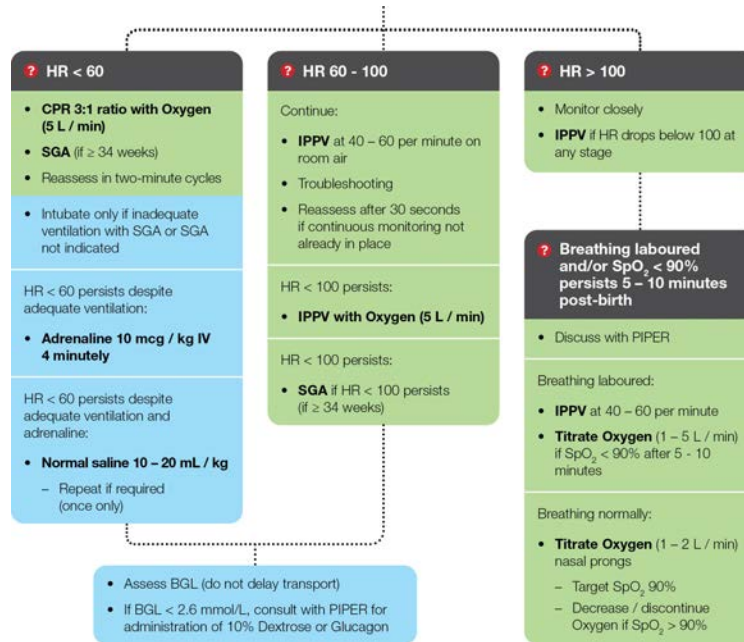 ? HR < 60
• CPR 3:1 ratio with Oxygen
(5 L / min)
• SGA (if ≥ 34 weeks)
• Reassess in two-minute cycles
• Intubate only if inadequate
ventilation with SGA or SGA
not indicated
HR < 60 persists despite
adequate ventilation:
• Adrenaline 10 mcg / kg IV
4 minutely
HR < 60 persists despite
adequate ventilation and
adrenaline:
• Normal saline 10 – 20 mL / kg
– Repeat if required
(once only)
? HR 60 - 100
Continue:
• IPPV at 40 – 60 per minute on
room air
• Troubleshooting
• Reassess after 30 seconds
if continuous monitoring not
already in place
HR < 100 persists:
• IPPV with Oxygen (5 L / min)
HR < 100 persists:
• SGA if HR < 100 persists
(if ≥ 34 weeks)
? HR > 100
• Monitor closely
• IPPV if HR drops below 100 at
any stage
? Breathing laboured
and/or SpO₂ < 90%
persists 5 – 10 minutes
post-birth
• Discuss with PIPER
Breathing laboured:
• IPPV at 40 – 60 per minute
• Titrate Oxygen (1 – 5 L / min)
if SpO₂ < 90% after 5 - 10
minutes
Breathing normally:
• Titrate Oxygen (1 – 2 L / min)
nasal prongs
– Target SpO₂ 90%
– Decrease / discontinue
Oxygen if SpO₂ > 90%
• Assess BGL (do not delay transport)
• If BGL < 2.6 mmol/L, consult with PIPER for
administration of 10% Dextrose or Glucagon